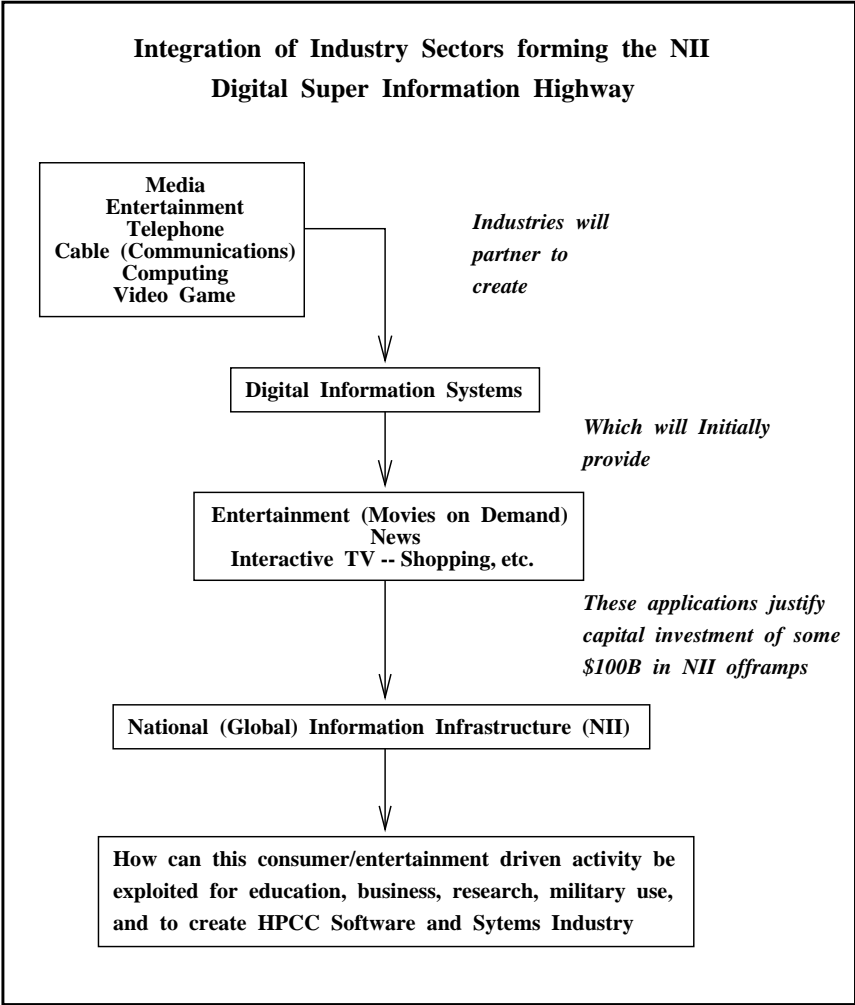 Integration of Industry Sectors forming the NII
Digital Super Information Highway
Media
Entertainment
Telephone
Cable (Communications)
Computing
Video Game
Industries will
partner to
create
Digital Information Systems
Which will Initially
provide
Entertainment (Movies on Demand)
News
Interactive TV -- Shopping, etc.
These applications justify
capital investment of some
$100B in NII offramps
National (Global) Information Infrastructure (NII)
How can this consumer/entertainment driven activity be
exploited for education, business, research, military use,
and to create HPCC Software and Sytems Industry